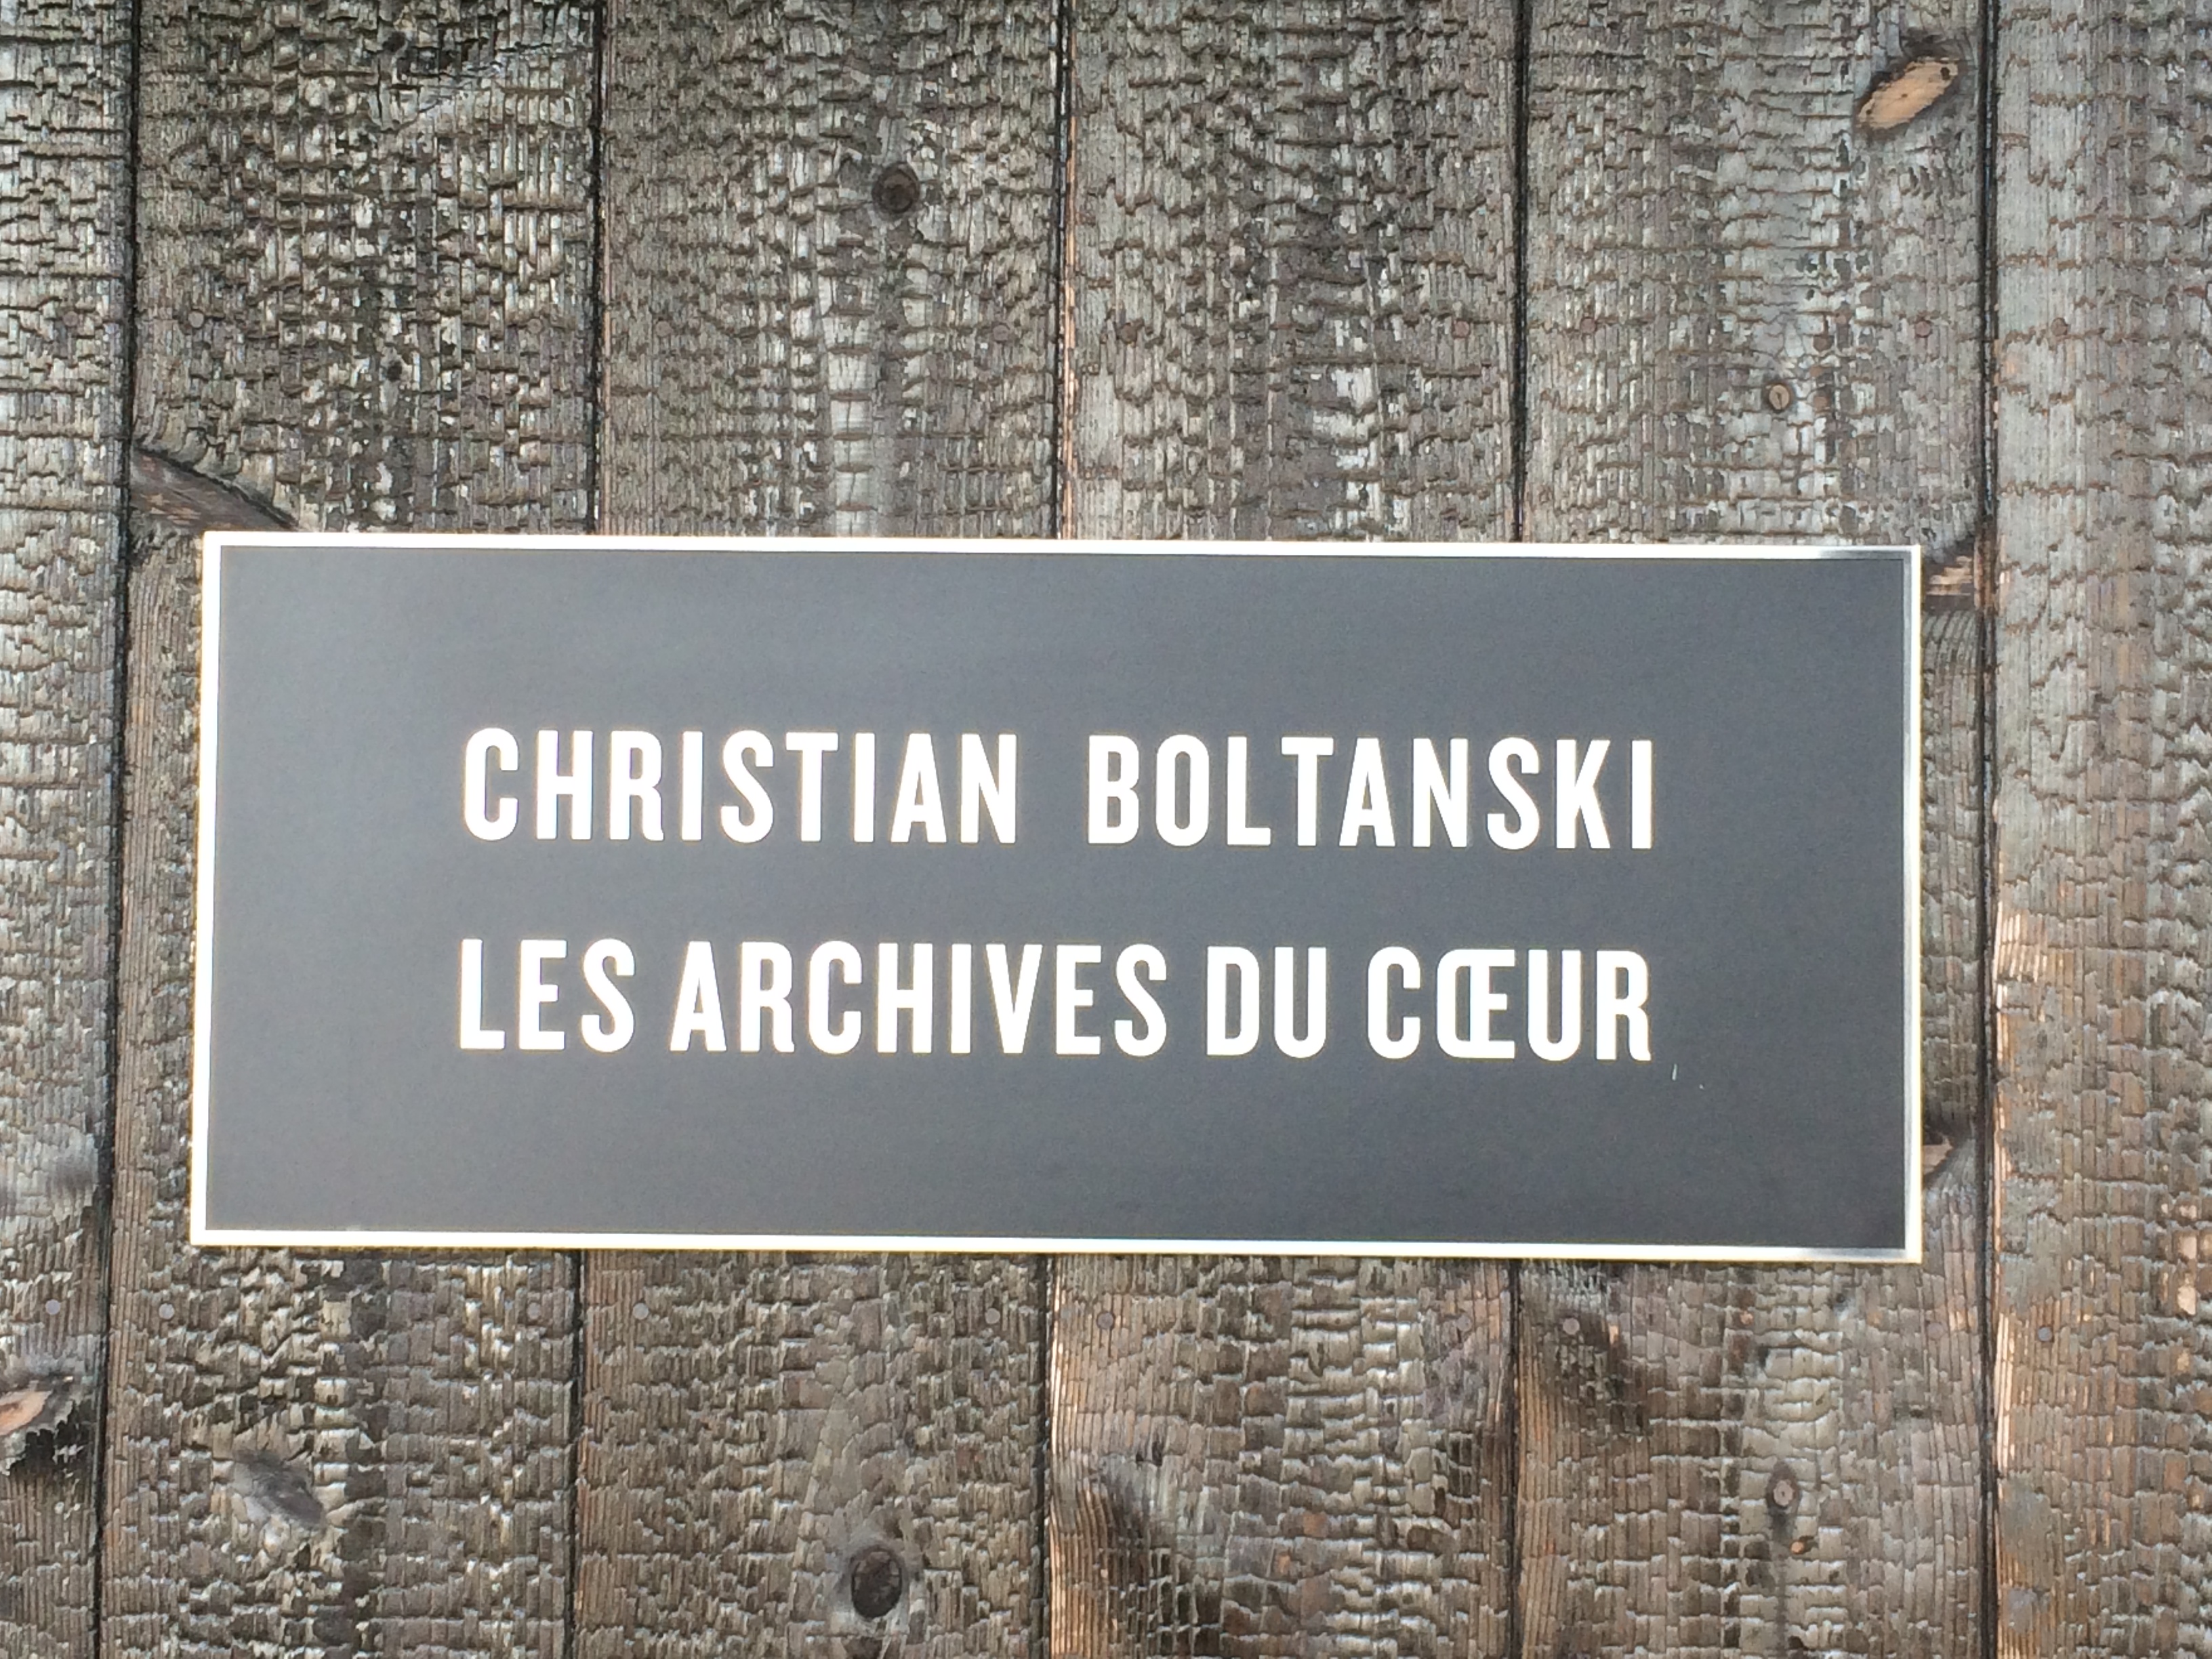 CHRISTIAN BOLTANSKI
LES ARCHIVES DU CŒUR